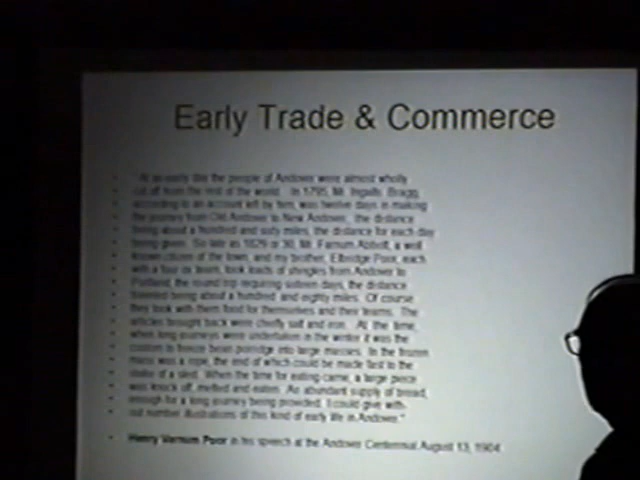 Early Trade & Commerce
• "At an early day the people of Andover were almost wholly
• cut off from the rest of the world. In 1795, Mr. Ingalls Bragg,
• according to an account left by him, was twelve days in making
• the journey from Old Andover to New Andover, the distance
• being about a hundred and sixty miles, the distance for each day
• being given. So late as 1829 or 30, Mr. Farnum Abbott, a well
• known citizen of the town, and my brother, Elbridge Poor, each
• with a four ox team, took loads of shingles from Andover to
• Portland, the round trip requiring sixteen days, the distance
• traveled being about a hundred and eighty miles. Of course
• they took with them food for themselves and their teams. The
• articles brought back were chiefly salt and iron. At the time,
• when long journeys were undertaken in the winter it was the
• custom to freeze bean porridge into large masses. In the frozen
• mass was a rope, the end of which could be made fast to the
• stake of a sled. When the time for eating came, a large piece
• was knock off, melted and eaten. An abundant supply of bread,
• enough for a long journey being provided. I could give with-
• out number illustrations of this kind of early life in Andover."
• Henry Varnum Poor in his speech at the Andover Centennial August 13, 1904